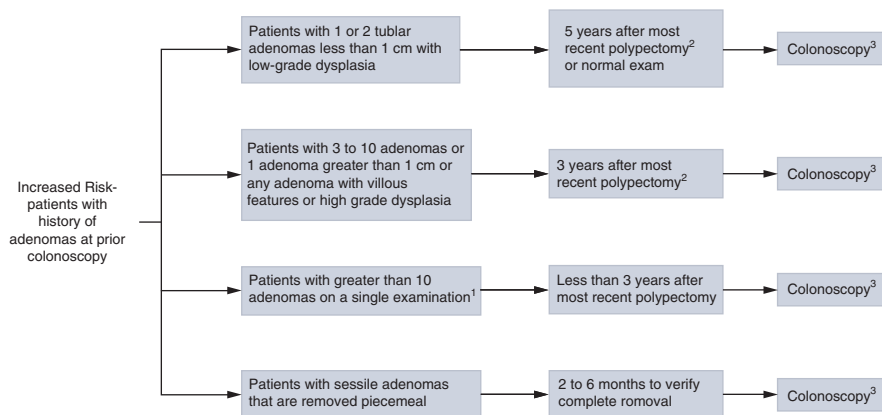 Increased Risk-
patients with
history of
adenomas at prior
colonoscopy
Patients with 1 or 2 tublar
adenomas less than 1 cm with
low-grade dysplasia
5 years after most
recent polypectomy²
or normal exam
Colonoscopy³
Patients with 3 to 10 adenomas or
1 adenoma greater than 1 cm or
any adenoma with villous
features or high grade dysplasia
3 years after most
recent polypectomy²
Colonoscopy³
Patients with greater than 10
adenomas on a single examination¹
Less than 3 years after
most recent polypectomy
Colonoscopy³
Patients with sessile adenomas
that are removed piecemeal
2 to 6 months to verify
complete romoval
Colonoscopy³